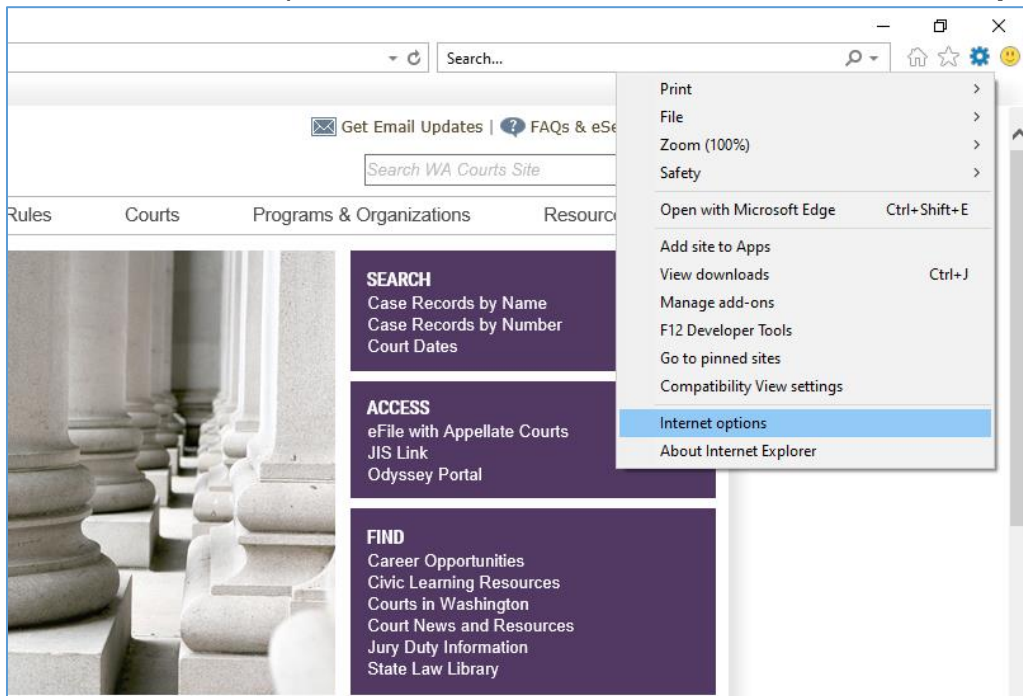 Search...
Print
File
Zoom (100%)
Safety
Open with Microsoft Edge Ctrl+Shift+E
Add site to Apps
View downloads Ctrl+J
Manage add-ons
F12 Developer Tools
Go to pinned sites
Compatibility View settings
Internet options
About Internet Explorer
Get Email Updates | FAQs &
Search WA Courts Site
Rules Courts Programs & Organizations
SEARCH
Case Records by Name
Case Records by Number
Court Dates
ACCESS
eFile with Appellate Courts
JIS Link
Odyssey Portal
FIND
Career Opportunities
Civic Learning Resources
Courts in Washington
Court News and Resources
Jury Duty Information
State Law Library